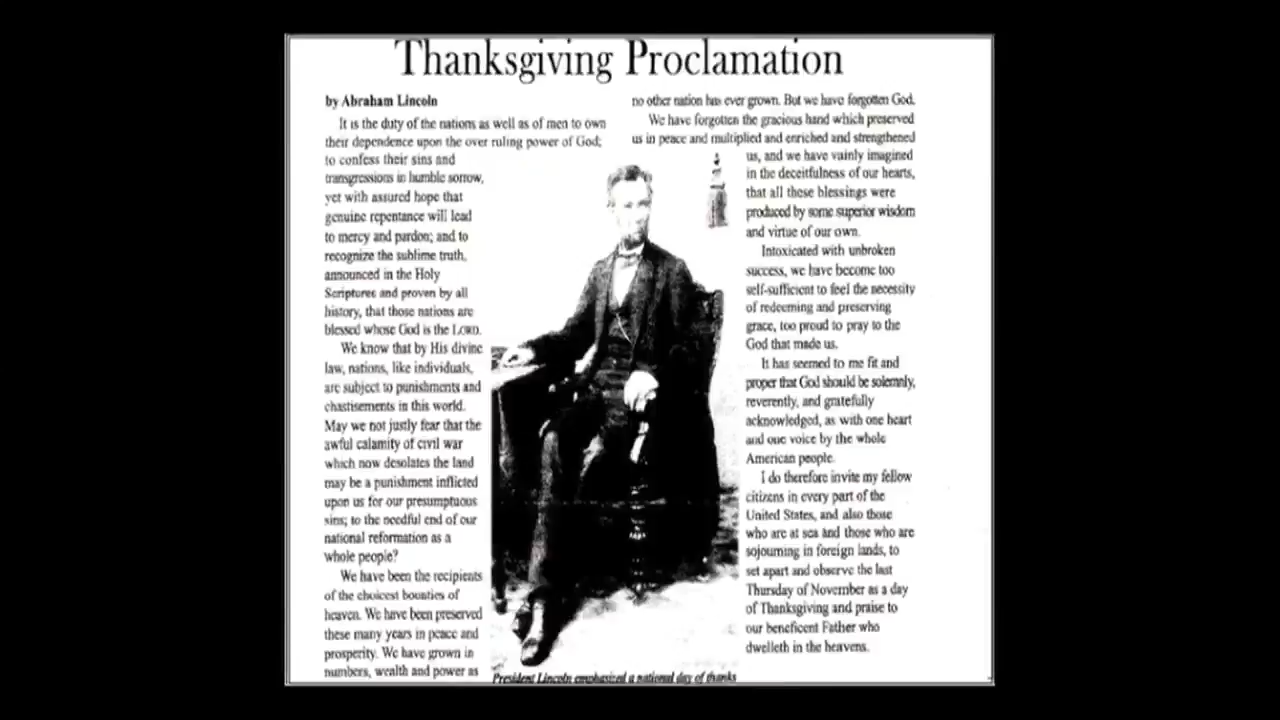 Thanksgiving Proclamation
by Abraham Lincoln
It is the duty of the nations as well as of men to own
their dependence upon the over ruling power of God;
to confess their sins and
transgressions in humble sorrow,
yet with assured hope that
genuine repentance will lead
to mercy and pardon; and to
recognize the sublime truth,
announced in the Holy
Scriptures and proven by all
history, that those nations are
blessed whose God is the LORD.
We know that by His divine
law, nations, like individuals,
are subject to punishments and
chastisements in this world.
May we not justly fear that the
awful calamity of civil war
which now desolates the land
may be a punishment inflicted
upon us for our presumptuous
sins; to the needful end of our
national reformation as a
whole people?
We have been the recipients
of the choicest bounties of
heaven. We have been preserved
these many years in peace and
prosperity. We have grown in
numbers, wealth and power as
no other nation has ever grown. But we have forgotten God.
We have forgotten the gracious hand which preserved
us in peace and multiplied and enriched and strengthened
us, and we have vainly imagined
in the deceitfulness of our hearts,
that all these blessings were
produced by some superior wisdom
and virtue of our own.
Intoxicated with unbroken
success, we have become too
self-sufficient to feel the necessity
of redeeming and preserving
grace, too proud to pray to the
God that made us.
It has seemed to me fit and
proper that God should be solemnly,
reverently, and gratefully
acknowledged, as with one heart
and one voice by the whole
American people.
I do therefore invite my fellow
citizens in every part of the
United States, and also those
who are at sea and those who are
sojourning in foreign lands, to
set apart and observe the last
Thursday of November as a day
of Thanksgiving and praise to
our beneficent Father who
dwelleth in the heavens.
President Lincoln emphasized a national day of thanks